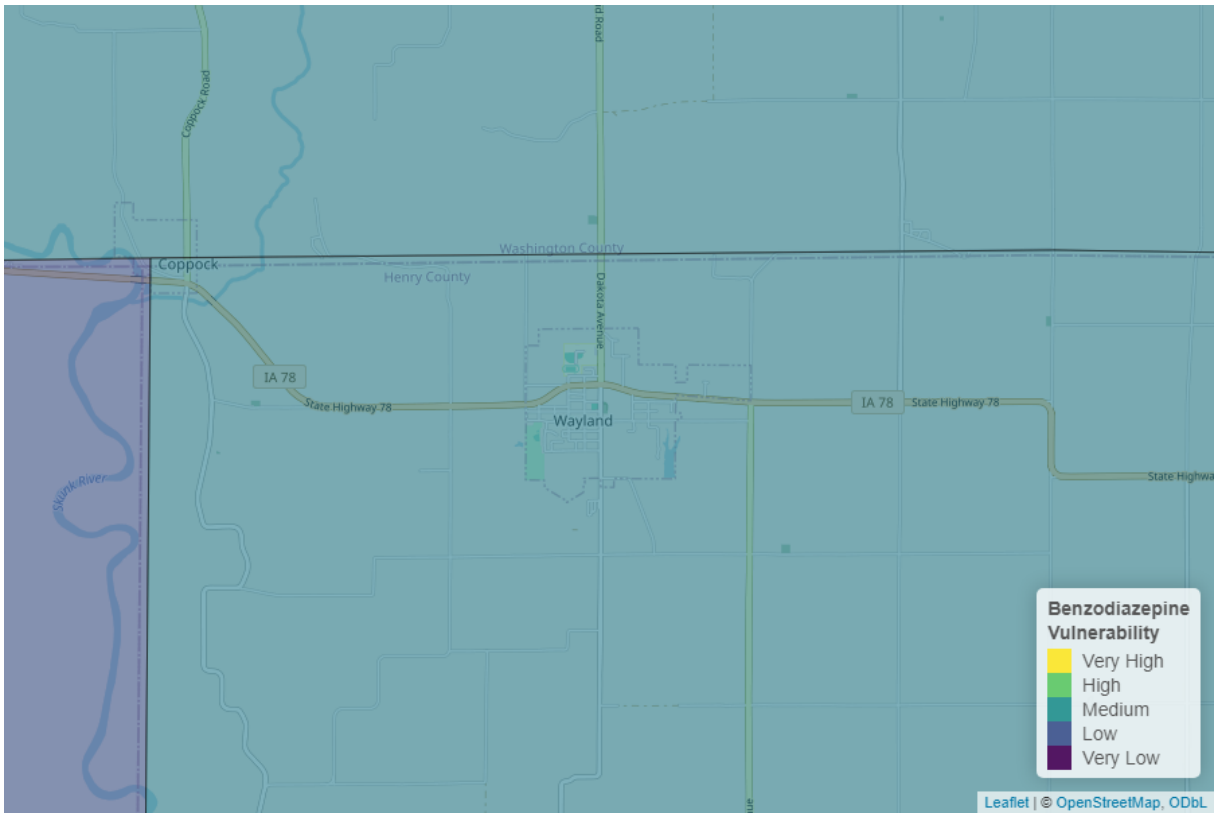 Coppock Road
Washington County
Coppock
Henry County
Dakota Avenue
IA 78
State Highway 78
Wayland
IA 78
State Highway 78
Skunk River
Benzodiazepine
Vulnerability
Very High
High
Medium
Low
Very Low
Leaflet | © OpenStreetMap, ODbL